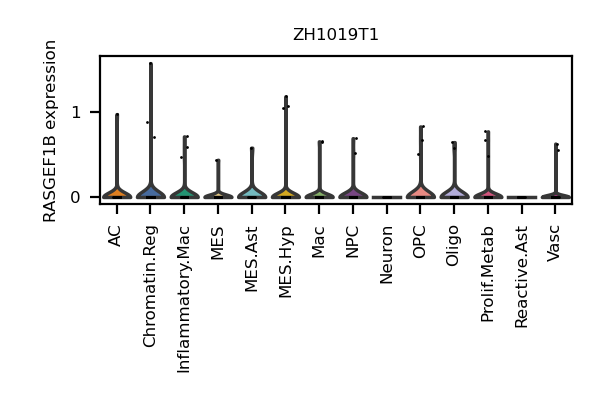 ZH1019T1
RASGEF1B expression
1
0
AC
Chromatin.Reg
Inflammatory.Mac
MES
MES.Ast
MES.Hyp
Mac
NPC
Neuron
OPC
Oligo
Prolif.Metab
Reactive.Ast
Vasc